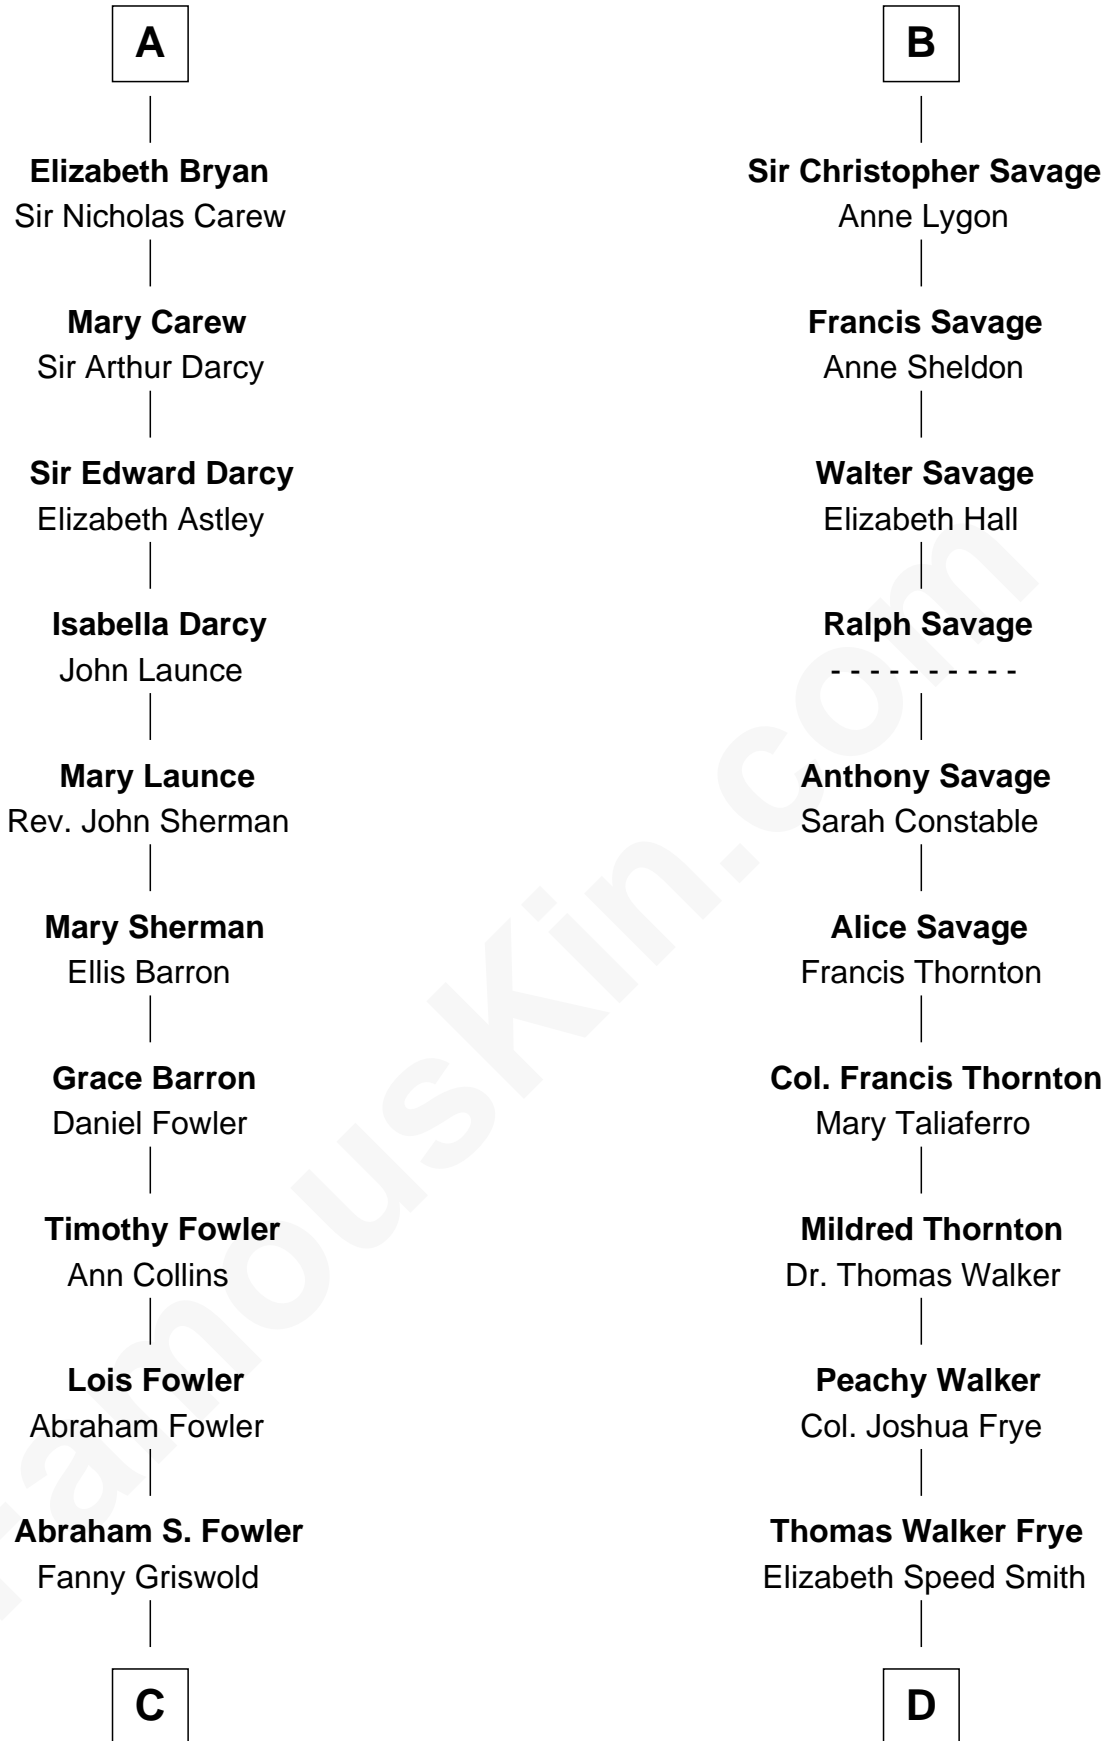 A
Elizabeth Bryan
Sir Nicholas Carew
Mary Carew
Sir Arthur Darcy
Sir Edward Darcy
Elizabeth Astley
Isabella Darcy
John Launce
Mary Launce
Rev. John Sherman
Mary Sherman
Ellis Barron
Grace Barron
Daniel Fowler
Timothy Fowler
Ann Collins
Lois Fowler
Abraham Fowler
Abraham S. Fowler
Fanny Griswold
C
B
Sir Christopher Savage
Anne Lygon
Francis Savage
Anne Sheldon
Walter Savage
Elizabeth Hall
Ralph Savage
- - - - - - - - - -
Anthony Savage
Sarah Constable
Alice Savage
Francis Thornton
Col. Francis Thornton
Mary Taliaferro
Mildred Thornton
Dr. Thomas Walker
Peachy Walker
Col. Joshua Frye
Thomas Walker Frye
Elizabeth Speed Smith
D
FamousKin.com